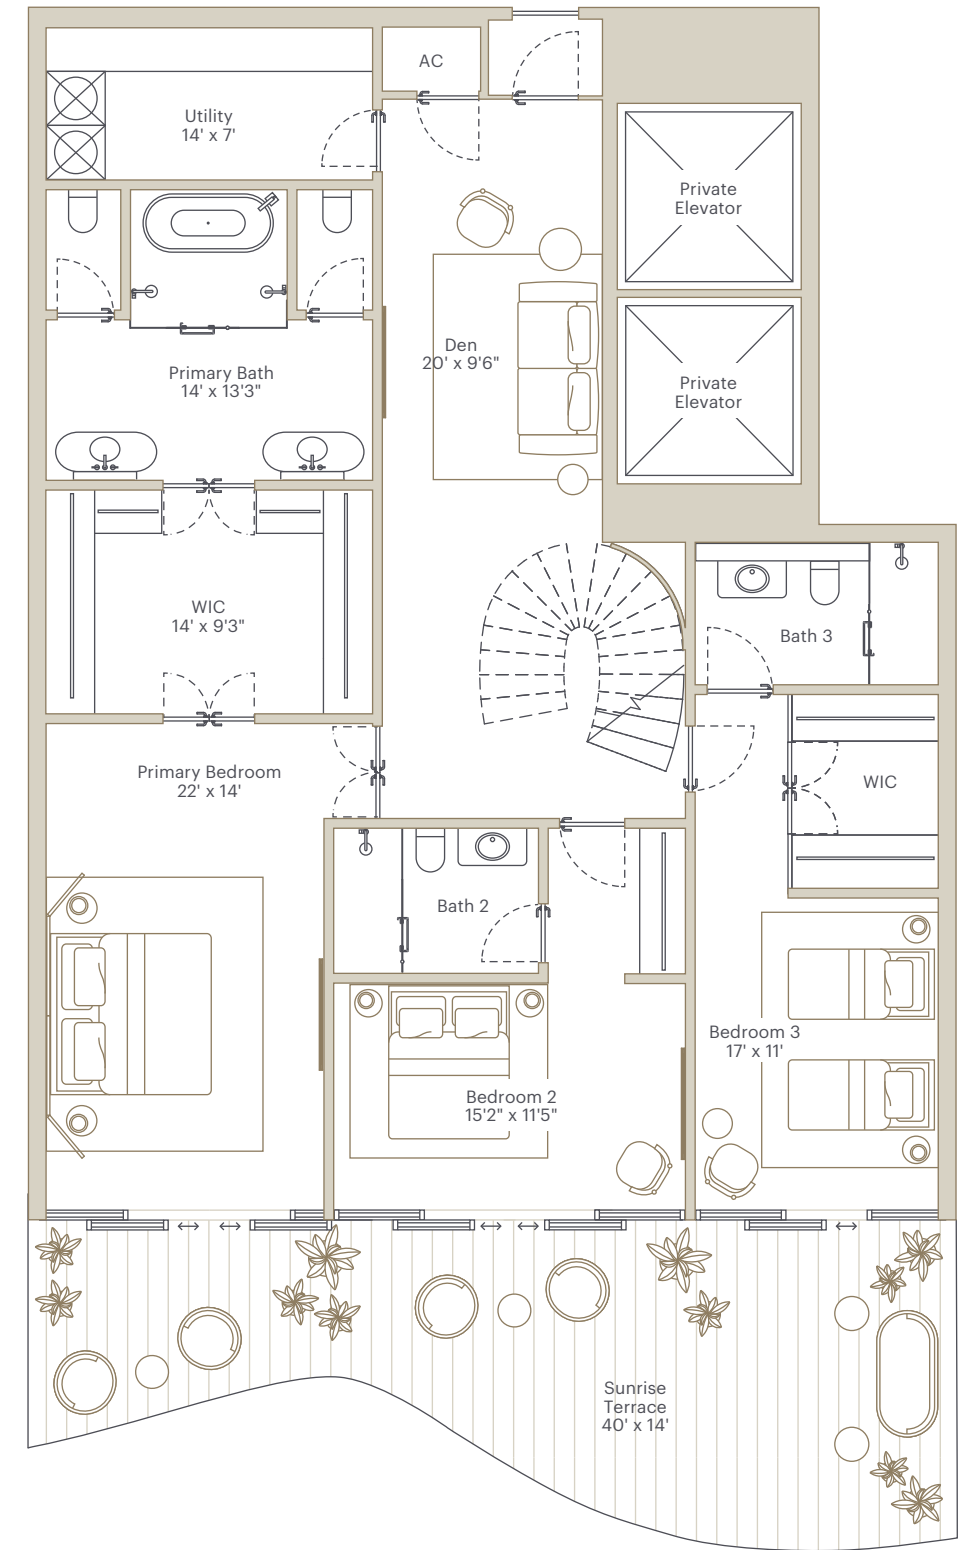 AC
Utility
14' x 7'
Private
Elevator
Den
20' x 9'6"
Primary Bath
14' x 13'3"
Private
Elevator
WIC
14' x 9'3"
Bath 3
Primary Bedroom
22' x 14'
WIC
Bath 2
Bedroom 3
17' x 11'
Bedroom 2
15'2" x 11'5"
Sunrise
Terrace
40' x 14'